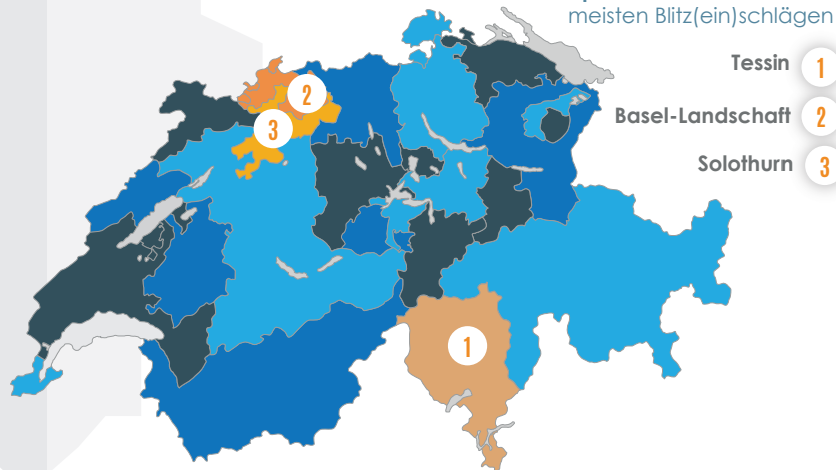 meisten Blitz(ein)schlägen
Tessin 1
Basel-Landschaft 2
Solothurn 3
2
3
1